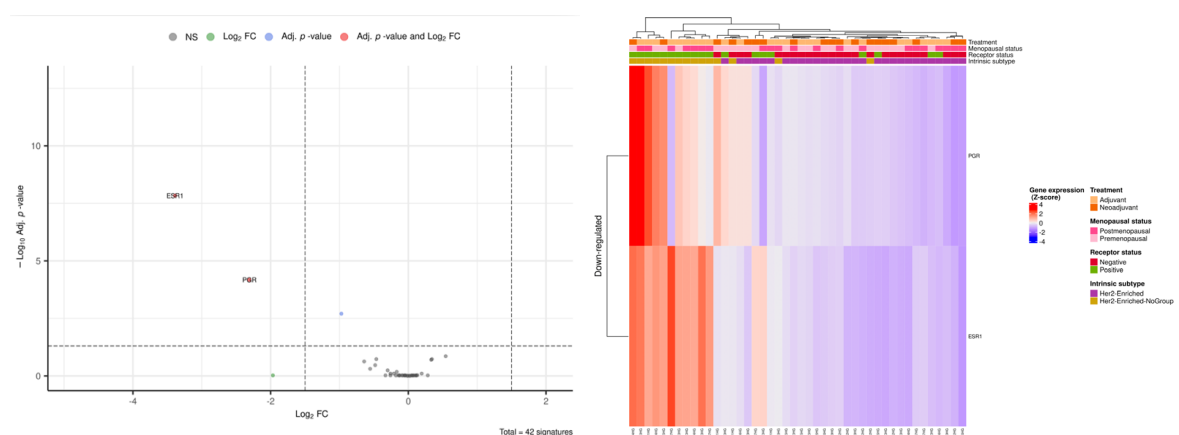 NS Log₂ FC Adj. p -value Adj. p -value and Log₂ FC
10
5
0
− Log₁₀ Adj. p -value
ESR1
PGR
-4 -2 0 2
Log₂ FC
Total = 42 signatures
Treatment
Menopausal status
Receptor status
Intrinsic subtype
Down-regulated
PGR
ESR1
Gene expression
(Z-score)
4
2
0
-2
-4
Treatment
Adjuvant
Neoadjuvant
Menopausal status
Postmenopausal
Premenopausal
Receptor status
Negative
Positive
Intrinsic subtype
Her2-Enriched
Her2-Enriched-NoGroup